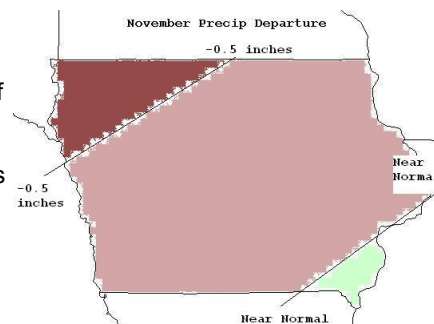 November Precip Departure
-0.5 inches
f
s
-0.5
inches
Near
Norma
Near Normal